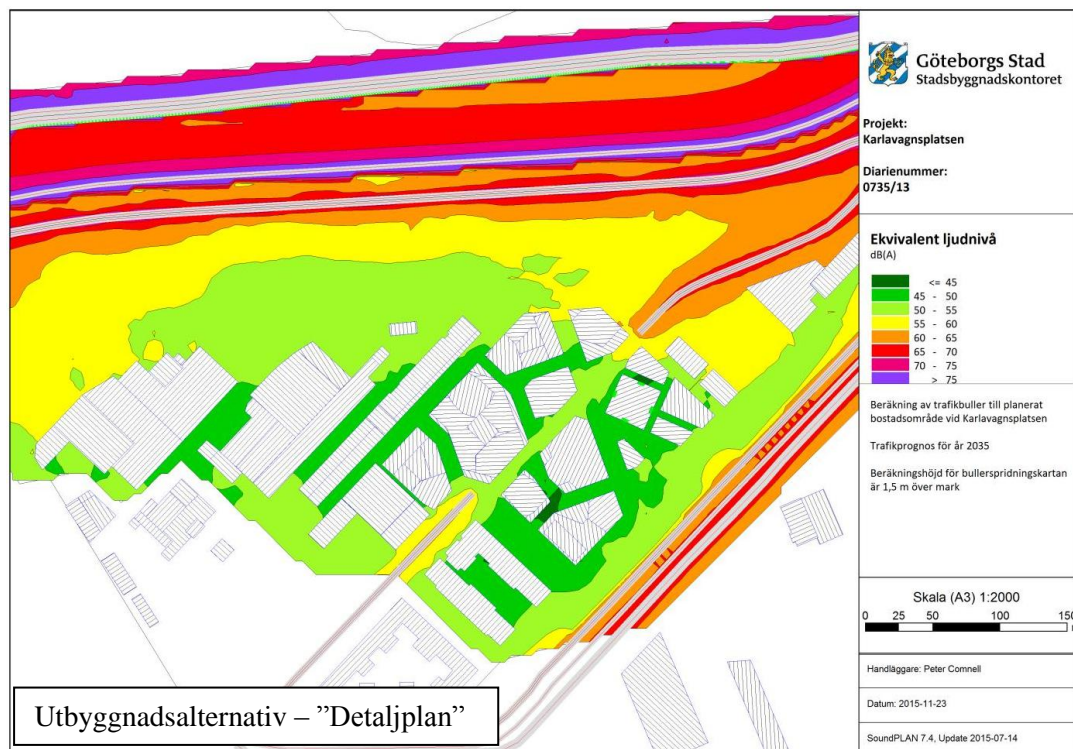 Göteborgs Stad
Stadsbyggnadskontoret
Projekt:
Karlavagnsplatsen
Diarienummer:
0735/13
Ekvivalent ljudnivå
dB(A)
<= 45
45 - 50
50 - 55
55 - 60
60 - 65
65 - 70
70 - 75
> 75
Beräkning av trafikbuller till planerat
bostadsområde vid Karlavagnsplatsen
Trafikprognos för år 2035
Beräkningshöjd för bullerspridningskartan
är 1,5 m över mark
Skala (A3) 1:2000
0 25 50 100 150
Handläggare: Peter Comnell
Datum: 2015-11-23
SoundPLAN 7.4, Update 2015-07-14
Utbyggnadsalternativ – ”Detaljplan”